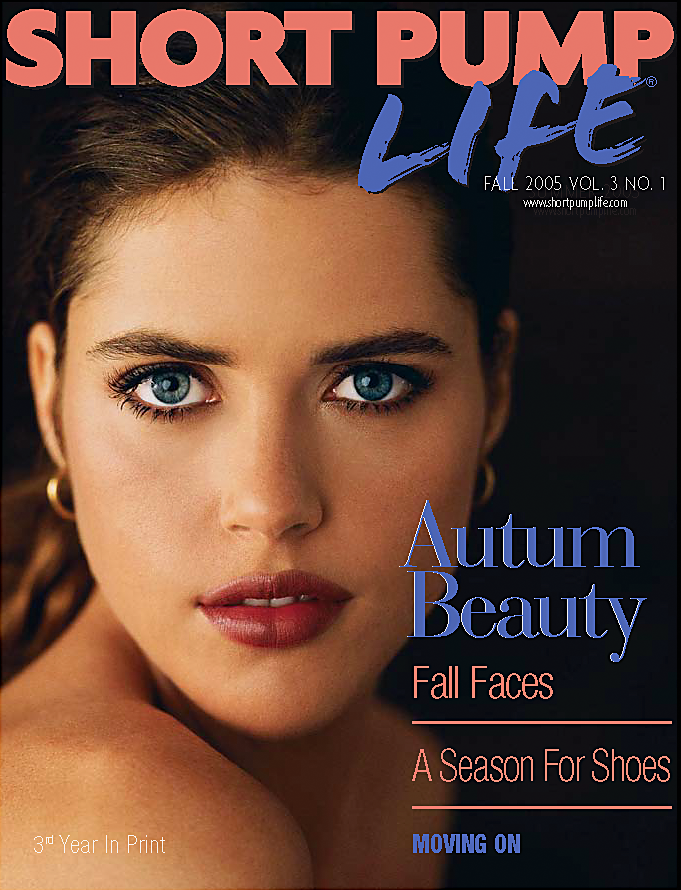 SHORT PUMP
LIFE®
FALL 2005 VOL. 3 NO. 1
www.shortpumplife.com
Autum
Beauty
Fall Faces
A Season For Shoes
3rd Year In Print
MOVING ON